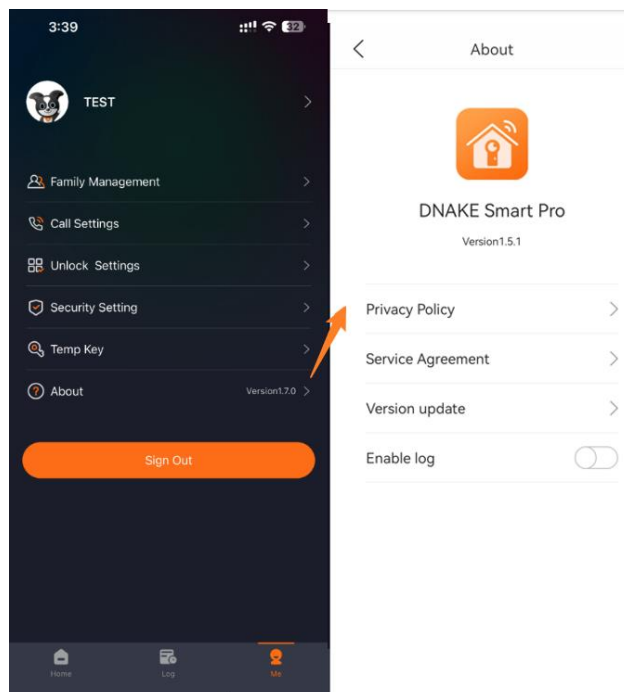 3:39
32
TEST
Family Management
Call Settings
Unlock Settings
Security Setting
Temp Key
About
Version1.7.0
Sign Out
Home
Log
Me
About
DNAKE Smart Pro
Version1.5.1
Privacy Policy
Service Agreement
Version update
Enable log